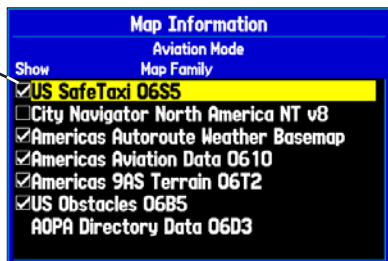 Map Information
Aviation Mode
Show Map Family
US SafeTaxi 06S5
City Navigator North America NT v8
Americas Autoroute Weather Basemap
Americas Aviation Data 0610
Americas 9AS Terrain 06T2
US Obstacles 06B5
AOPA Directory Data 06D3